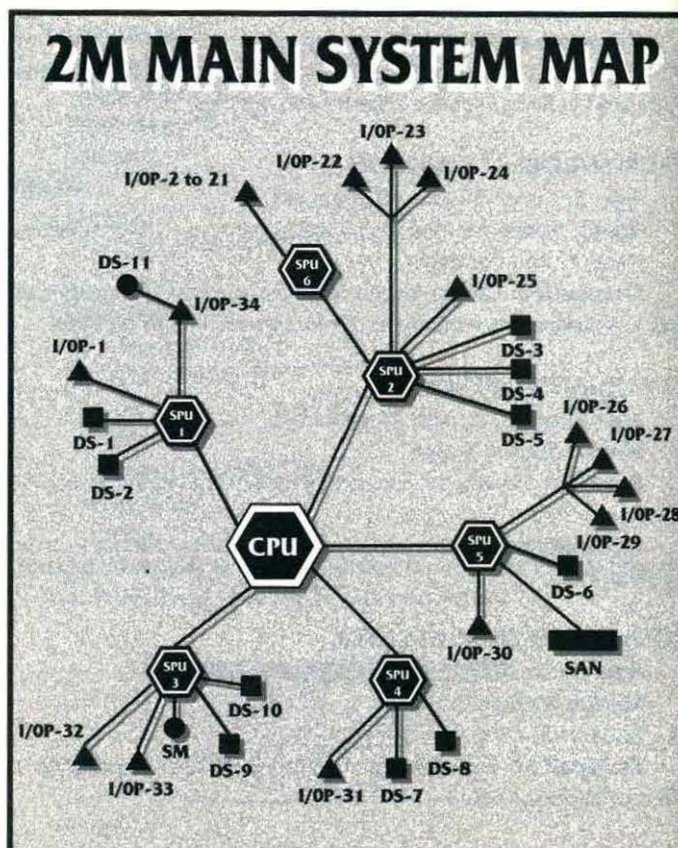 2M MAIN SYSTEM MAP
I/OP-23
I/OP-22
I/OP-24
I/OP-2 to 21
SPU
6
DS-11
I/OP-34
I/OP-25
I/OP-1
DS-3
SPU
2
DS-4
SPU
1
DS-1
DS-5
I/OP-26
I/OP-27
DS-2
I/OP-28
CPU
SPU
5
I/OP-29
DS-6
I/OP-30
SAN
SPU
3
SPU
4
DS-10
I/OP-32
SM
DS-9
DS-8
I/OP-33
I/OP-31
DS-7